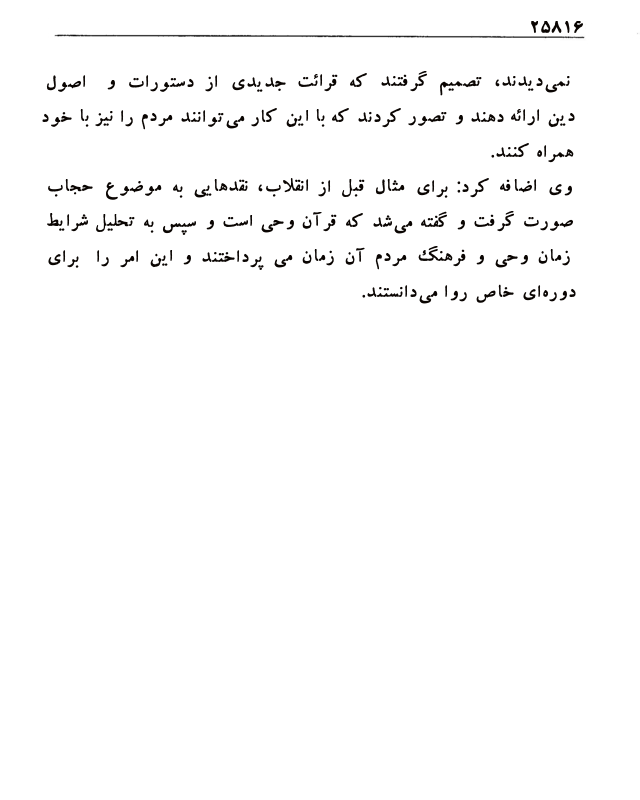 ۲۵۸۱۶
نمی‌دیدند، تصمیم گرفتند که قرائت جدیدی از دستورات و اصول
دین ارائه دهند و تصور کردند که با این کار می‌توانند مردم را نیز با خود
همراه کنند.
وی اضافه کرد: برای مثال قبل از انقلاب، نقدهایی به موضوع حجاب
صورت گرفت و گفته می‌شد که قرآن وحی است و سپس به تحلیل شرایط
زمان وحی و فرهنگ مردم آن زمان می پرداختند و این امر را برای
دوره‌ای خاص روا می‌دانستند.